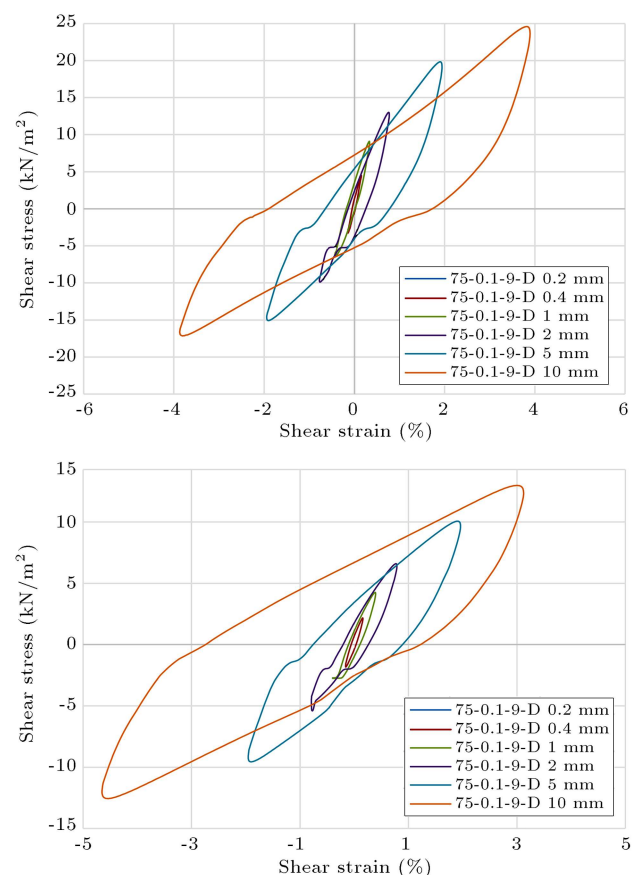 25
20
15
10
5
0
-5
-10
-15
-20
-25
-6 -4 -2 0 2 4 6
Shear stress (kN/m²)
Shear strain (%)
75-0.1-9-D 0.2 mm
75-0.1-9-D 0.4 mm
75-0.1-9-D 1 mm
75-0.1-9-D 2 mm
75-0.1-9-D 5 mm
75-0.1-9-D 10 mm
15
10
5
0
-5
-10
-15
-5 -3 -1 1 3 5
Shear stress (kN/m²)
Shear strain (%)
75-0.1-9-D 0.2 mm
75-0.1-9-D 0.4 mm
75-0.1-9-D 1 mm
75-0.1-9-D 2 mm
75-0.1-9-D 5 mm
75-0.1-9-D 10 mm